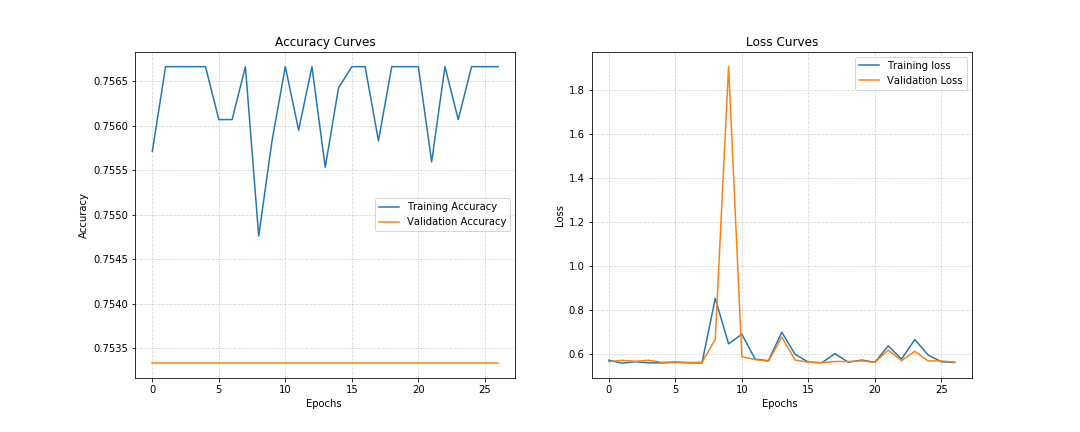 Accuracy Curves
Accuracy
0.7565
0.7560
0.7555
0.7550
0.7545
0.7540
0.7535
Training Accuracy
Validation Accuracy
0 5 10 15 20 25
Epochs
Loss Curves
Loss
1.8
1.6
1.4
1.2
1.0
0.8
0.6
Training loss
Validation Loss
0 5 10 15 20 25
Epochs